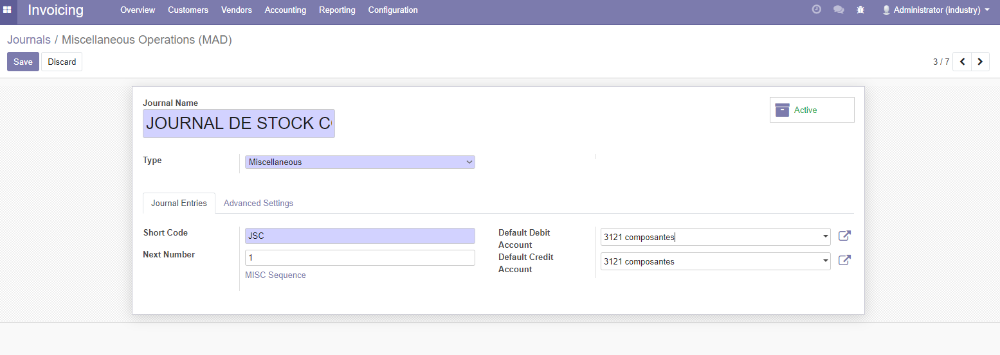 Invoicing Overview Customers Vendors Accounting Reporting Configuration Administrator (industry)
Journals / Miscellaneous Operations (MAD)
Save Discard 3 / 7
Journal Name
JOURNAL DE STOCK C
Active
Type Miscellaneous
Journal Entries Advanced Settings
Short Code JSC
Next Number 1
MISC Sequence
Default Debit
Account
3121 composantes
Default Credit
Account
3121 composantes